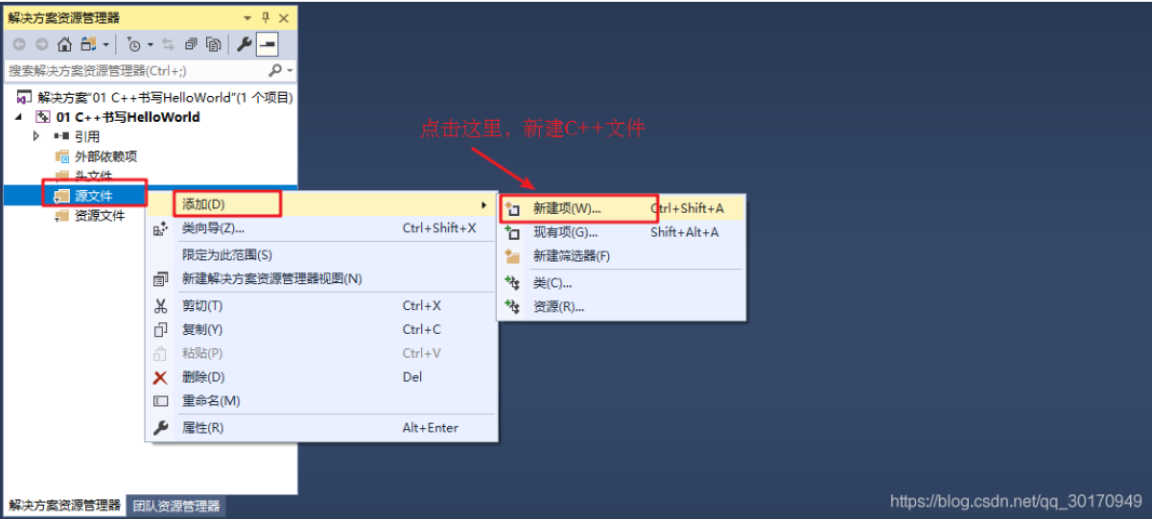 解决方案资源管理器
搜索解决方案资源管理器(Ctrl+;)
解决方案"01 C++书写HelloWorld"(1 个项目)
01 C++书写HelloWorld
引用
外部依赖项
头文件
源文件
资源文件
点击这里，新建C++文件
添加(D)
类向导(Z)... Ctrl+Shift+X
限定为此范围(S)
新建解决方案资源管理器视图(N)
剪切(T) Ctrl+X
复制(Y) Ctrl+C
粘贴(P) Ctrl+V
删除(D) Del
重命名(M)
属性(R) Alt+Enter
新建项(W)... Ctrl+Shift+A
现有项(G)... Shift+Alt+A
新建筛选器(F)
类(C)...
资源(R)...
解决方案资源管理器 团队资源管理器
https://blog.csdn.net/qq_30170949